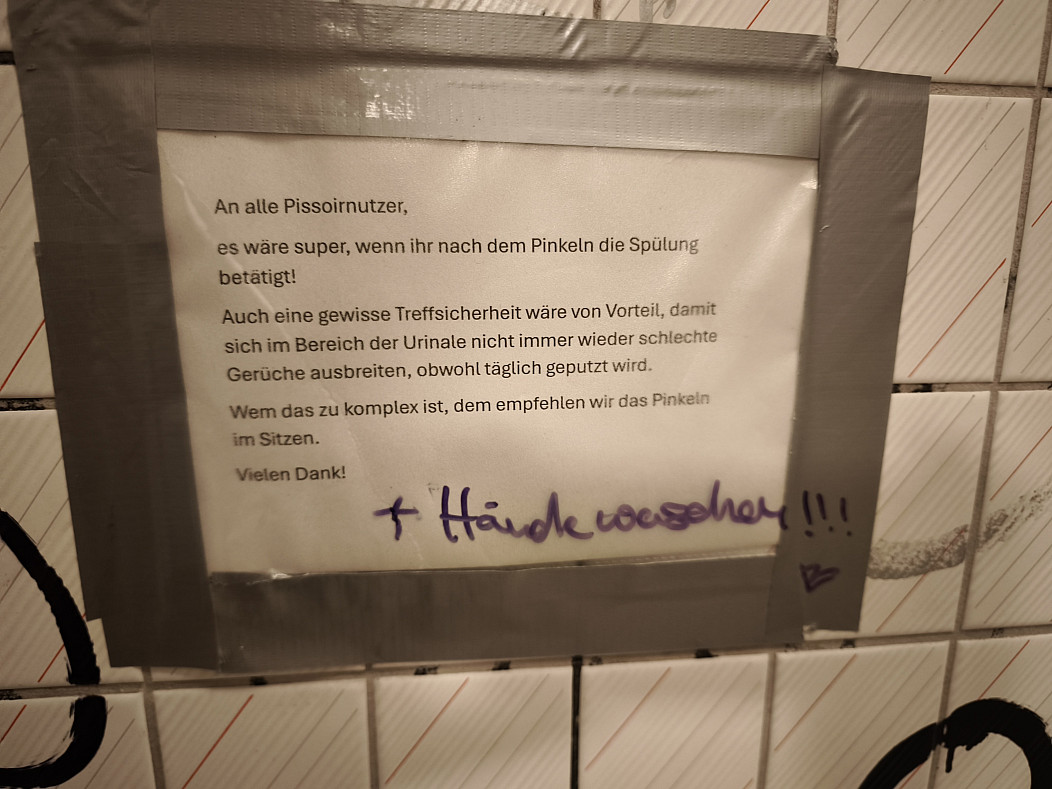 An alle Pissoirnutzer,
es wäre super, wenn ihr nach dem Pinkeln die Spülung
betätigt!
Auch eine gewisse Treffsicherheit wäre von Vorteil, damit
sich im Bereich der Urinale nicht immer wieder schlechte
Gerüche ausbreiten, obwohl täglich geputzt wird.
Wem das zu komplex ist, dem empfehlen wir das Pinkeln
im Sitzen.
Vielen Dank!
+ Hände waschen!!!